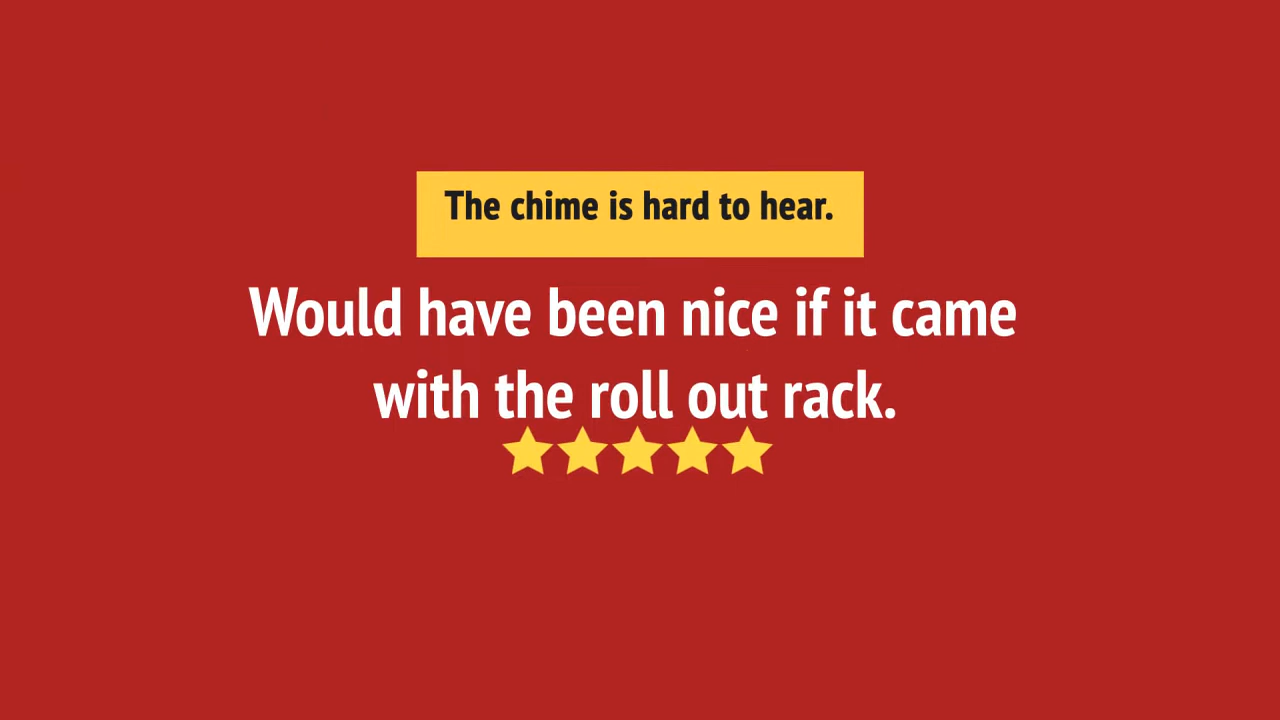 The chime is hard to hear.
Would have been nice if it came
with the roll out rack.